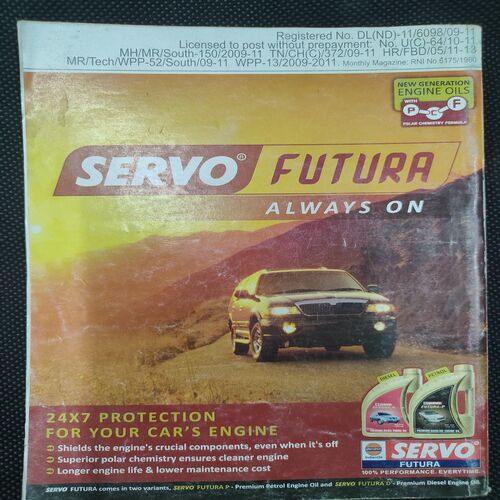 Registered No. DL(ND)-11/6098/09-11
Licensed to post without prepayment: No. U(C)-64/10-11
MH/MR/South-150/2009-11 TN/CH(C)/372/09-11 HR/FBD/05/11-13
MR/Tech/WPP-52/South/09-11 WPP-13/2009-2011. Monthly Magazine: RNI No.6175/1960
NEW GENERATION
ENGINE OILS
WITH
P C F
POLAR CHEMISTRY FORMULA
SERVO® FUTURA
ALWAYS ON
DIESEL
PETROL
FUTURA-P
24X7 PROTECTION
FOR YOUR CAR'S ENGINE
Shields the engine's crucial components, even when it's off
Superior polar chemistry ensures cleaner engine
Longer engine life & lower maintenance cost
SERVO
FUTURA
100% PERFORMANCE. EVERYTIME.
SERVO FUTURA comes in two variants, SERVO FUTURA P - Premium Petrol Engine Oil and SERVO FUTURA D - Premium Diesel Engine Oil.